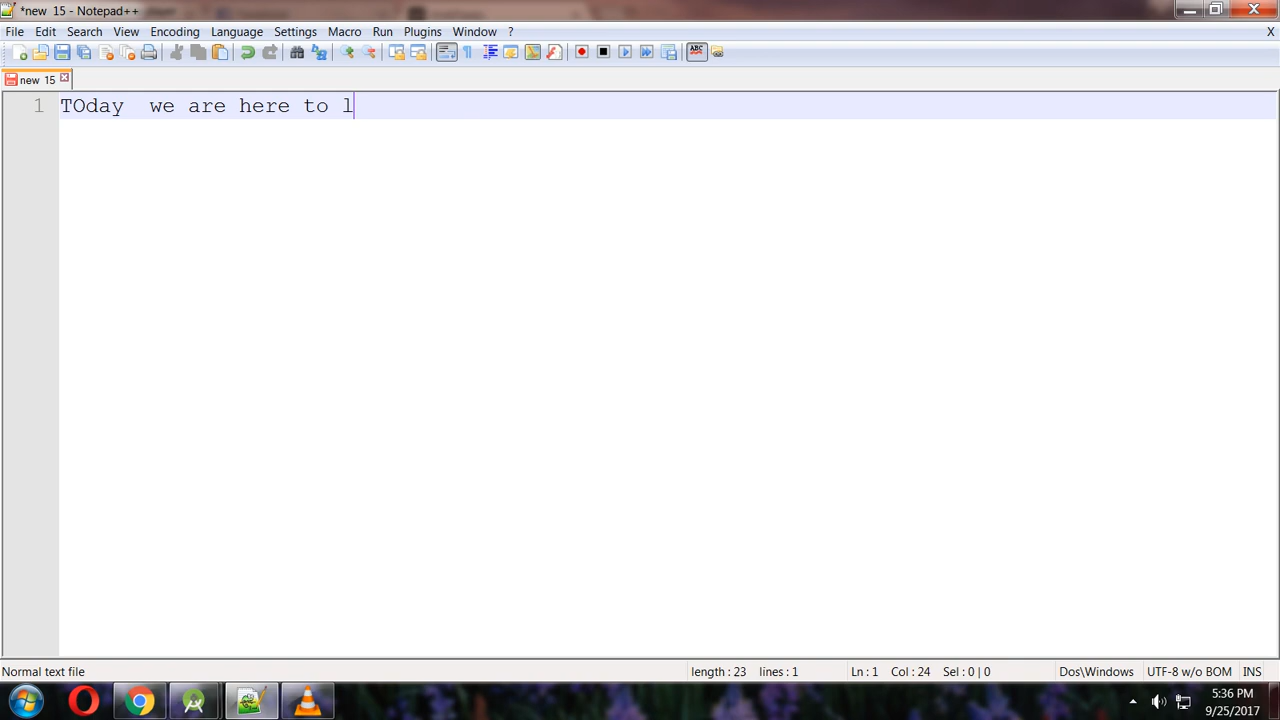 *new 15 - Notepad++
File Edit Search View Encoding Language Settings Macro Run Plugins Window ? X
ABC
new 15
1 TOday  we are here to l
Normal text file length : 23 lines : 1 Ln : 1 Col : 24 Sel : 0 | 0 Dos\Windows UTF-8 w/o BOM INS
5:36 PM
9/25/2017